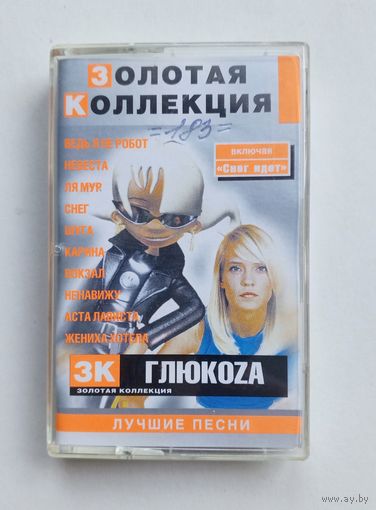 ЗОЛОТАЯ
КОЛЛЕКЦИЯ
=183=
ВЕДЬ Я НЕ РОБОТ
НЕВЕСТА
ЛЯ МУР
СНЕГ
ШУГА
КАРИНА
ВОКЗАЛ
НЕНАВИЖУ
АСТА ЛАВИСТА
ЖЕНИХА ХОТЕЛА
ВКЛЮЧАЯ
«Снег идет»
ЗК ГЛЮКОZА
ЗОЛОТАЯ КОЛЛЕКЦИЯ
ЛУЧШИЕ ПЕСНИ
www.ay.by